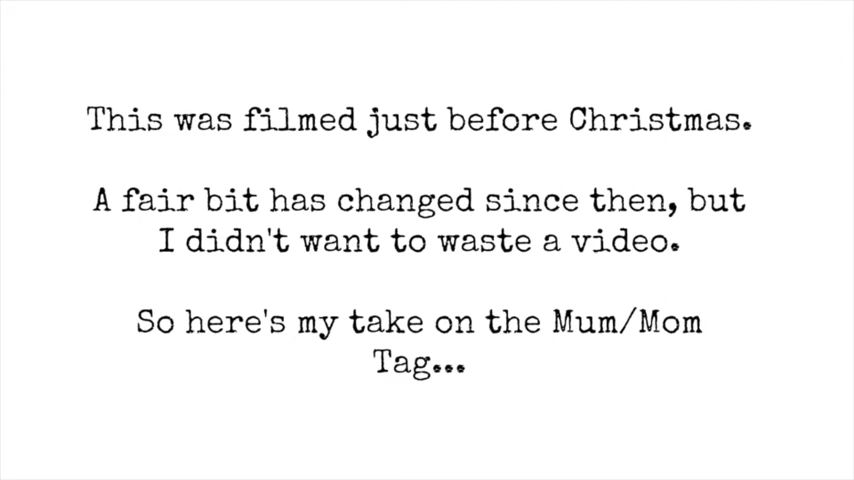 This was filmed just before Christmas.
A fair bit has changed since then, but
I didn't want to waste a video.
So here's my take on the Mum/Mom
Tag...